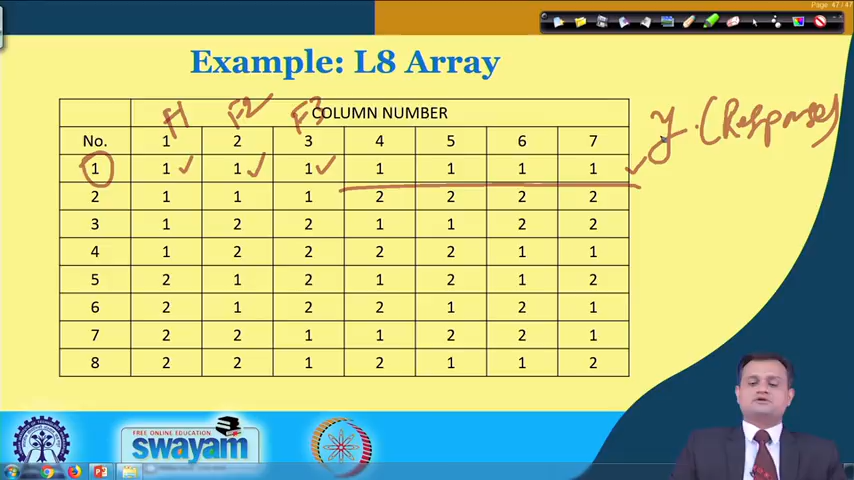 Page 47 / 47
Example: L8 Array
F1 F2 F3
COLUMN NUMBER
y. (Response)
No. 1 2 3 4 5 6 7
1 1 1 1 1 1 1 1
2 1 1 1 2 2 2 2
3 1 2 2 1 1 2 2
4 1 2 2 2 2 1 1
5 2 1 2 1 2 1 2
6 2 1 2 2 1 2 1
7 2 2 1 1 2 2 1
8 2 2 1 2 1 1 2
FREE ONLINE EDUCATION
swayam